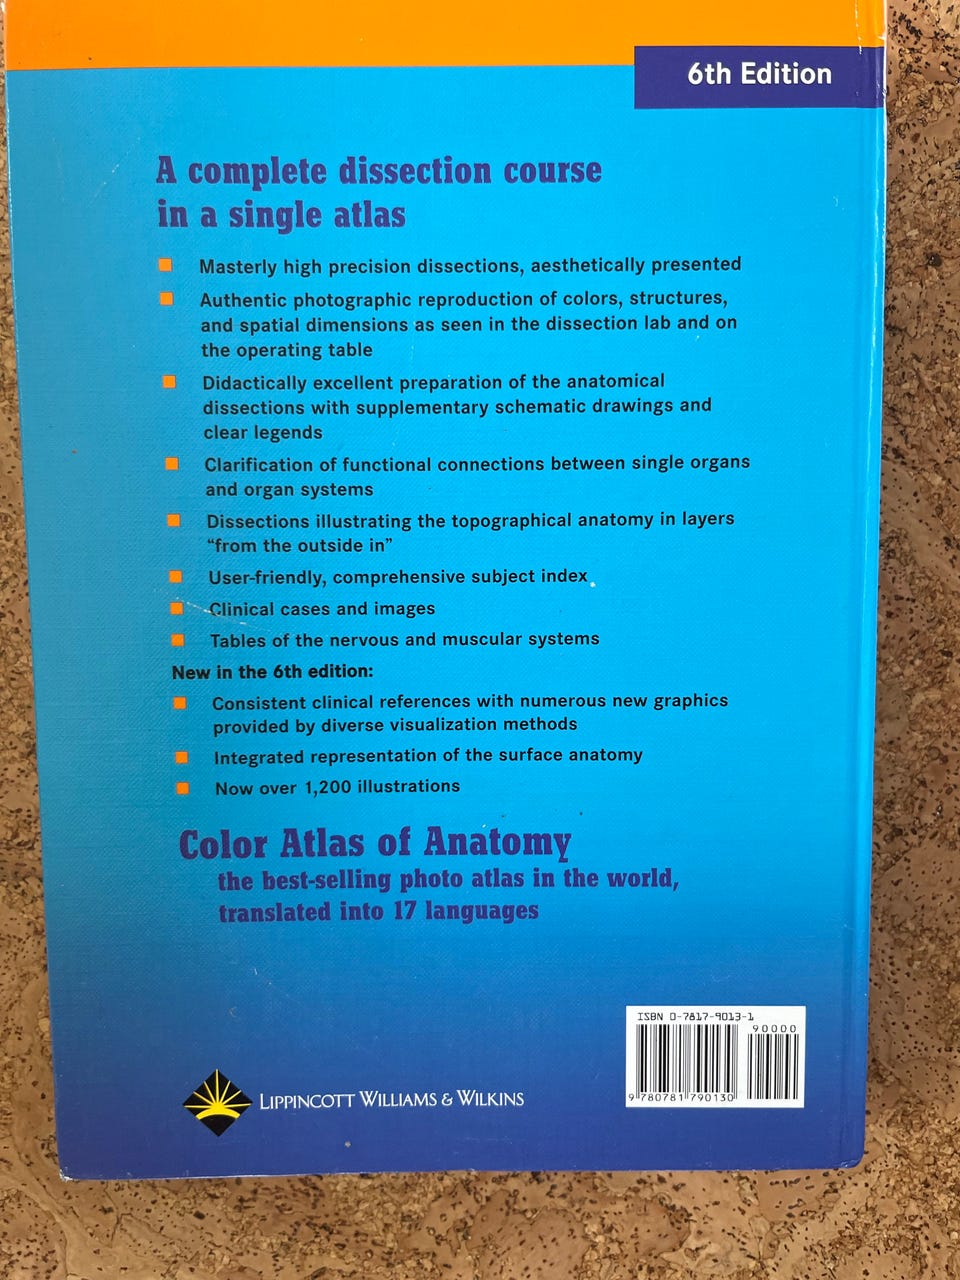 6th Edition
A complete dissection course
in a single atlas
Masterly high precision dissections, aesthetically presented
Authentic photographic reproduction of colors, structures,
and spatial dimensions as seen in the dissection lab and on
the operating table
Didactically excellent preparation of the anatomical
dissections with supplementary schematic drawings and
clear legends
Clarification of functional connections between single organs
and organ systems
Dissections illustrating the topographical anatomy in layers
“from the outside in”
User-friendly, comprehensive subject index
Clinical cases and images
Tables of the nervous and muscular systems
New in the 6th edition:
Consistent clinical references with numerous new graphics
provided by diverse visualization methods
Integrated representation of the surface anatomy
Now over 1,200 illustrations
Color Atlas of Anatomy
the best-selling photo atlas in the world,
translated into 17 languages
ISBN 0-7817-9013-1
90000
9 780781 790130
LIPPINCOTT WILLIAMS & WILKINS